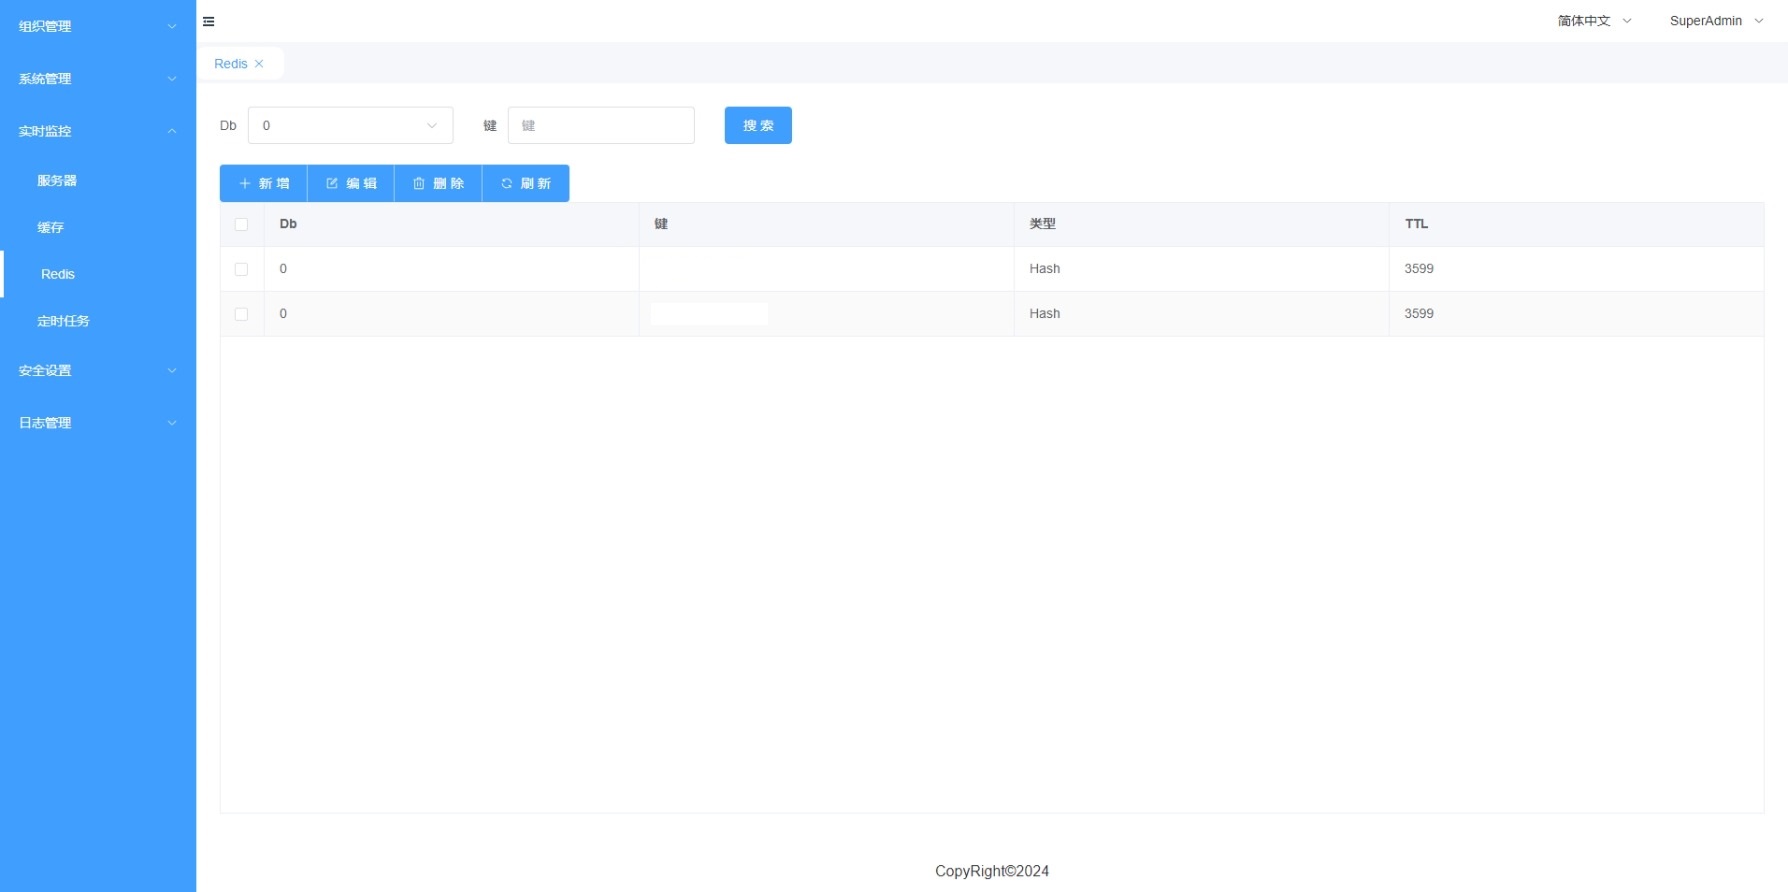 组织管理
系统管理
实时监控
服务器
缓存
Redis
定时任务
安全设置
日志管理
简体中文 SuperAdmin
Redis
Db 0 键 键 搜 索
新 增 编 辑 删 除 刷 新
Db 键 类型 TTL
0 Hash 3599
0 Hash 3599
CopyRight©2024